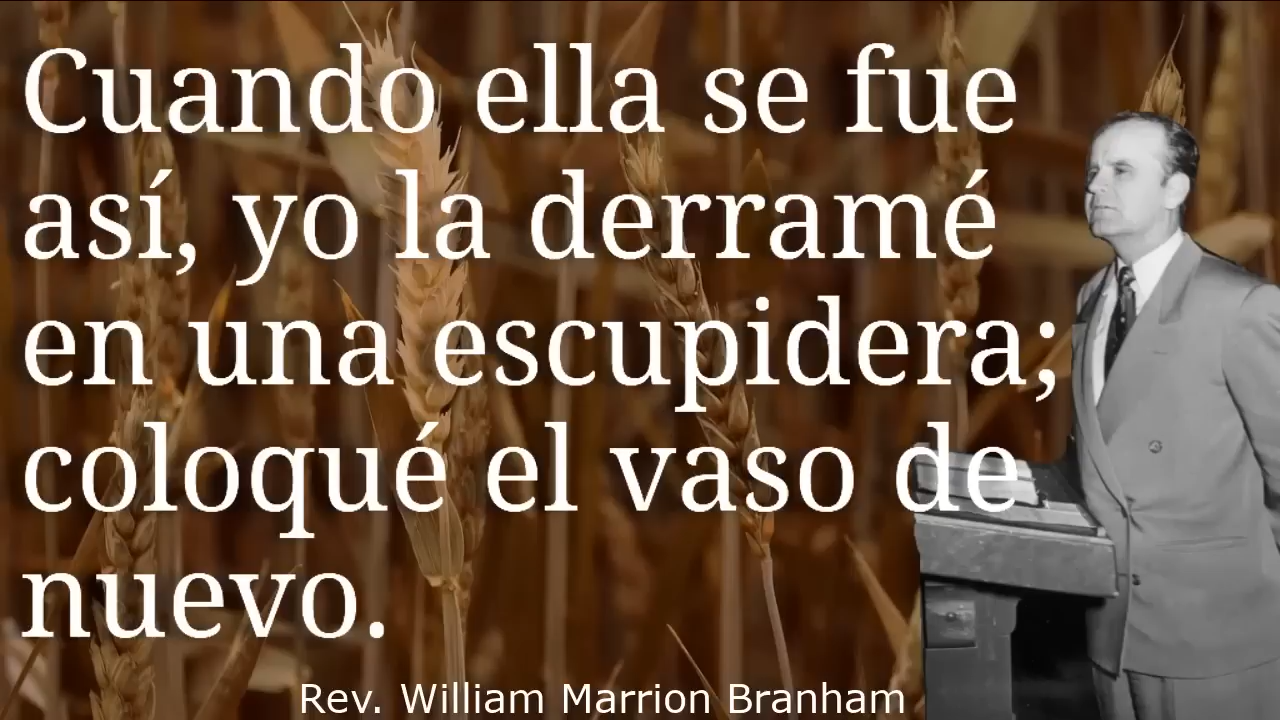 Cuando ella se fue
así, yo la derramé
en una escupidera;
coloqué el vaso de
nuevo.
Rev. William Marrion Branham